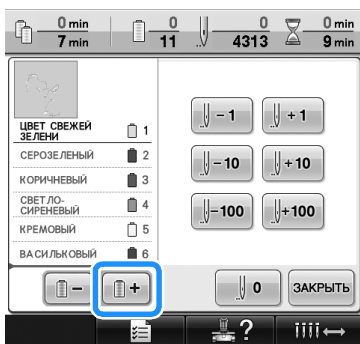 0 min 0 0 0 min
7 min 11 4313 9 min
ЦВЕТ СВЕЖЕЙ
ЗЕЛЕНИ 1
СЕРОЗЕЛЕНЫЙ 2
КОРИЧНЕВЫЙ 3
СВЕТЛО-
СИРЕНЕВЫЙ 4
КРЕМОВЫЙ 5
ВАСИЛЬКОВЫЙ 6
- 1 + 1
- 10 + 10
-100 +100
- + 0 ЗАКРЫТЬ
?